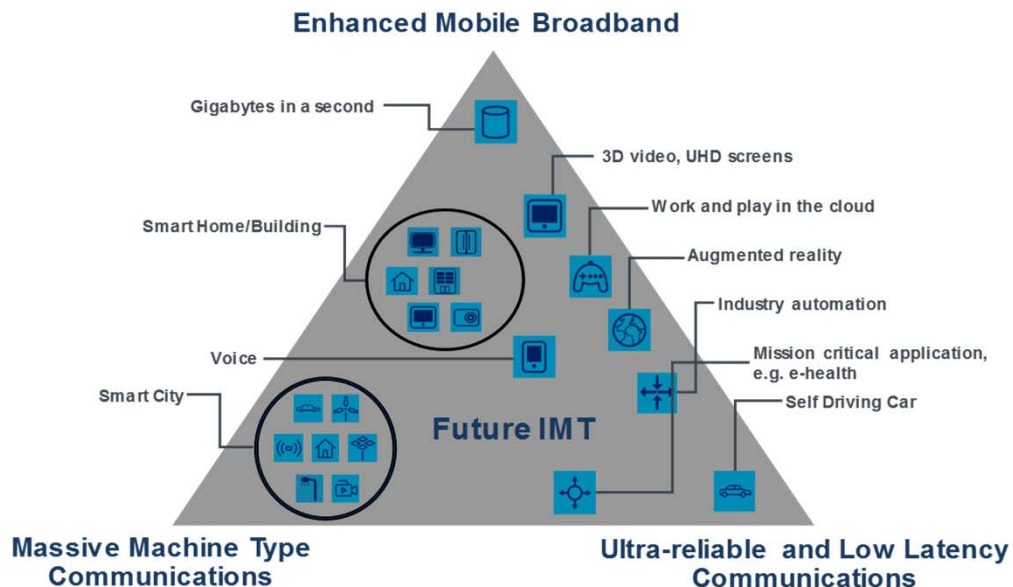 Enhanced Mobile Broadband
Gigabytes in a second
3D video, UHD screens
Work and play in the cloud
Smart Home/Building
Augmented reality
Industry automation
Voice
Mission critical application,
e.g. e-health
Smart City
Self Driving Car
Future IMT
Massive Machine Type
Communications
Ultra-reliable and Low Latency
Communications